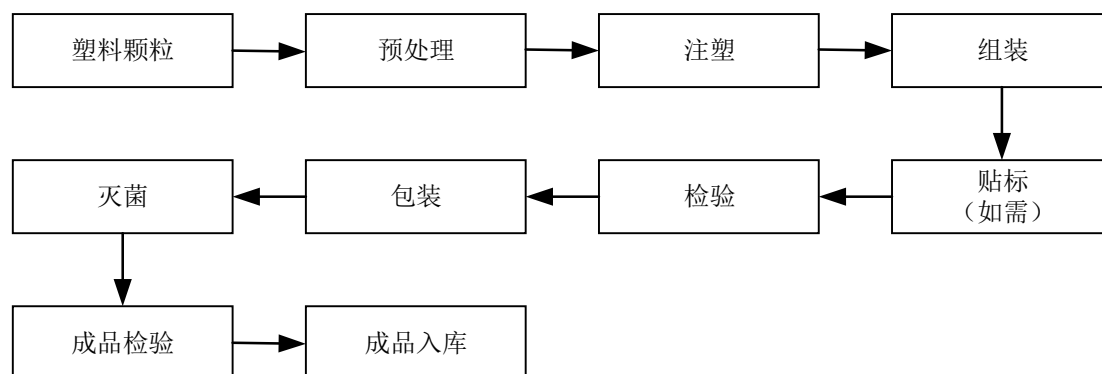 塑料颗粒
预处理
注塑
组装
贴标
（如需）
检验
包装
灭菌
成品检验
成品入库